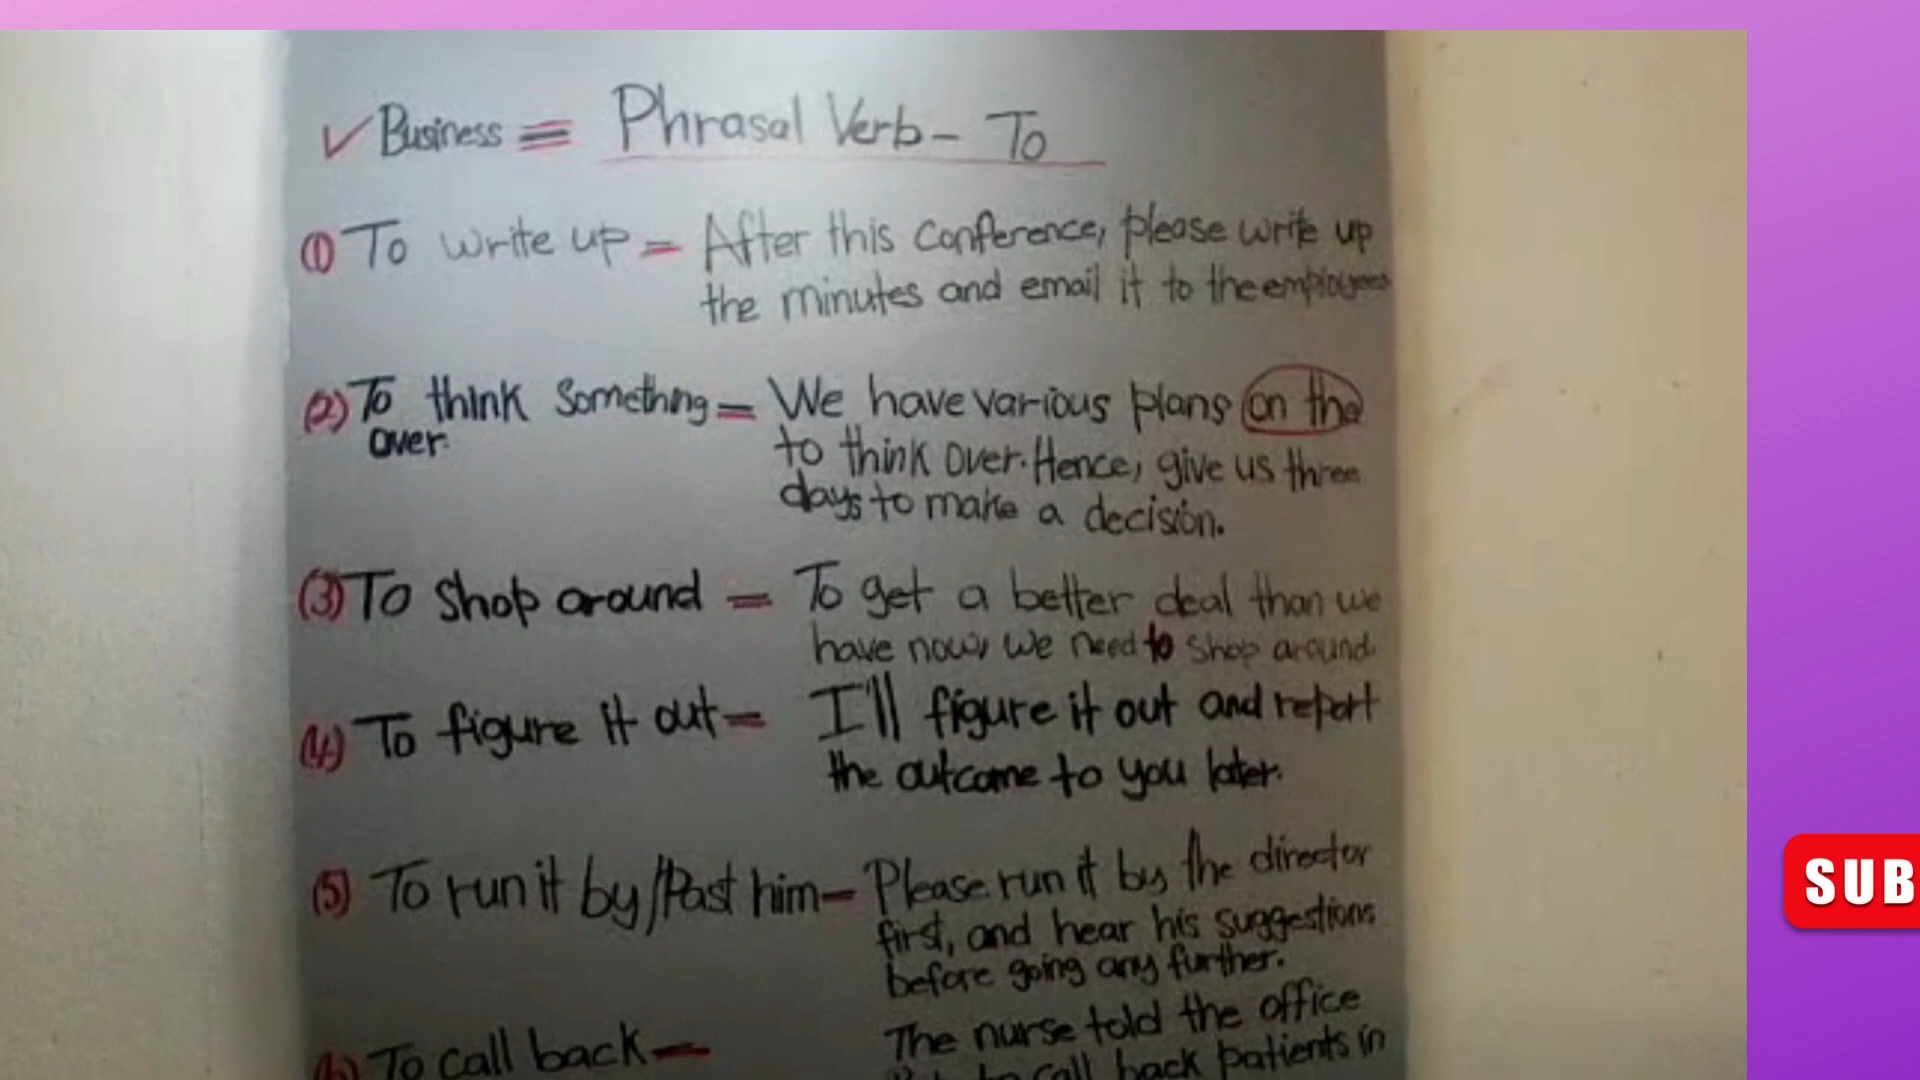 ✓ Business = Phrasal Verb - To
(1) To write up = After this Conference, please write up
the minutes and email it to the employees
(2) To think Something = We have various plans on the
over.
to think over. Hence, give us three
days to make a decision.
(3) To Shop around = To get a better deal than we
have now, we need to shop around.
(4) To figure it out - I'll figure it out and report
the outcome to you later.
(5) To run it by/Past him - Please run it by the director
first, and hear his suggestions
before going any further.
To call back - The nurse told the office
to call back patients in
SUB